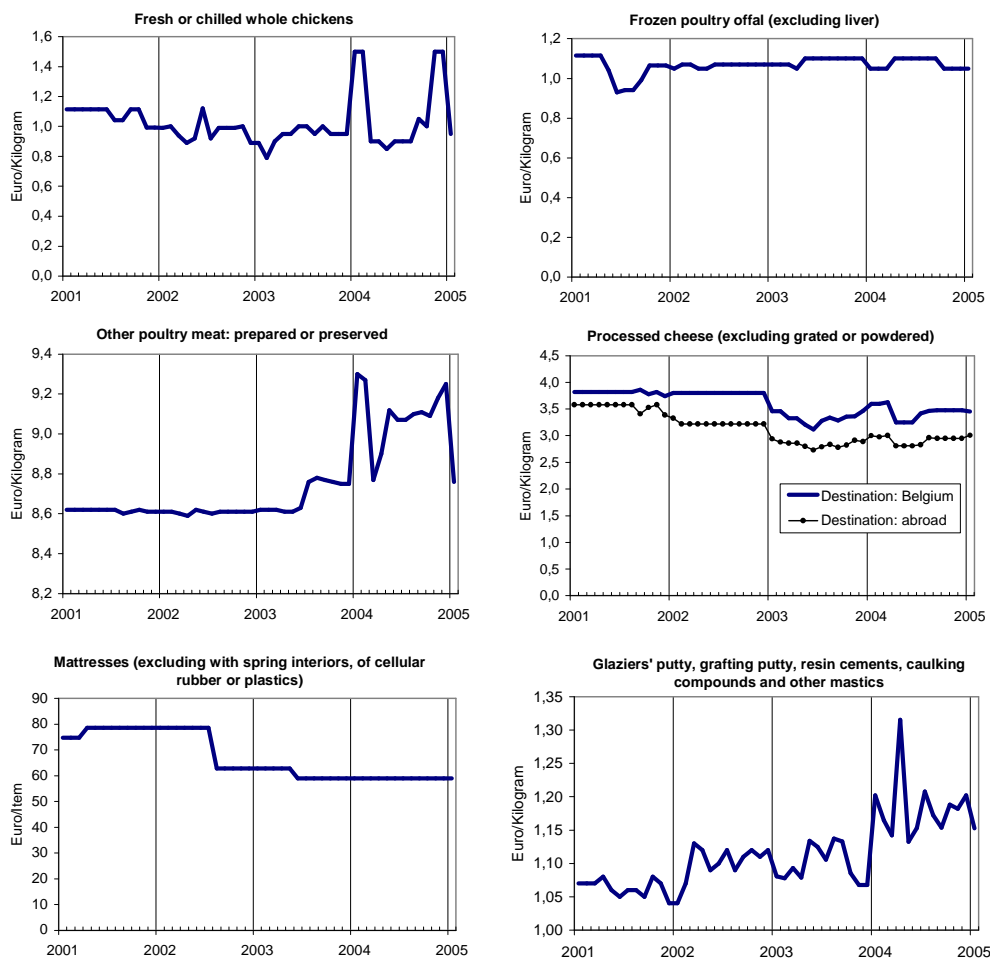 Fresh or chilled whole chickens
1,6
1,4
1,2
1,0
0,8
0,6
0,4
0,2
0,0
Euro/Kilogram
2001 2002 2003 2004 2005
Frozen poultry offal (excluding liver)
1,2
1,0
0,8
0,6
0,4
0,2
0,0
Euro/Kilogram
2001 2002 2003 2004 2005
Other poultry meat: prepared or preserved
9,4
9,2
9,0
8,8
8,6
8,4
8,2
Euro/Kilogram
2001 2002 2003 2004 2005
Processed cheese (excluding grated or powdered)
4,5
4,0
3,5
3,0
2,5
2,0
1,5
1,0
0,5
0,0
Euro/Kilogram
Destination: Belgium
Destination: abroad
2001 2002 2003 2004 2005
Mattresses (excluding with spring interiors, of cellular
rubber or plastics)
90
80
70
60
50
40
30
20
10
0
Euro/Item
2001 2002 2003 2004 2005
Glaziers' putty, grafting putty, resin cements, caulking
compounds and other mastics
1,35
1,30
1,25
1,20
1,15
1,10
1,05
1,00
Euro/Kilogram
2001 2002 2003 2004 2005